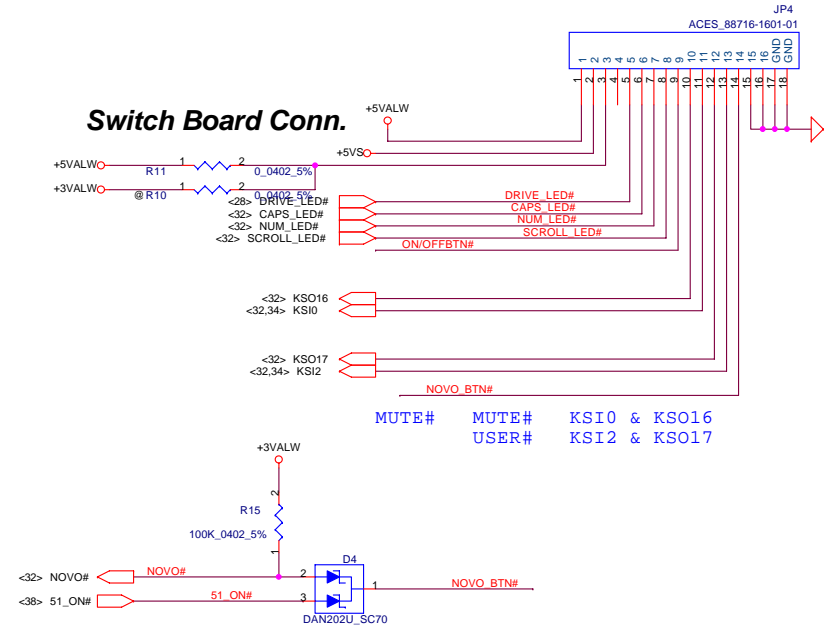 JP4
ACES_88716-1601-01
1 2 3 4 5 6 7 8 9 10 11 12 13 14 15 16 GND GND
1 2 3 4 5 6 7 8 9 10 11 12 13 14 15 16 17 18
Switch Board Conn.
+5VALW
+5VS
+5VALW
R11
1
2
0_0402_5%
+3VALW
@
R10
1
2
0_0402_5%
<28> DRIVE_LED#
DRIVE_LED#
<32> CAPS_LED#
CAPS_LED#
<32> NUM_LED#
NUM_LED#
<32> SCROLL_LED#
SCROLL_LED#
ON/OFFBTN#
<32> KSO16
<32,34> KSI0
<32> KSO17
<32,34> KSI2
NOVO_BTN#
MUTE# MUTE# KSI0 & KSO16
USER# KSI2 & KSO17
+3VALW
2
R15
100K_0402_5%
1
D4
<32> NOVO#
NOVO#
2
1
NOVO_BTN#
<38> 51_ON#
51_ON#
3
DAN202U_SC70